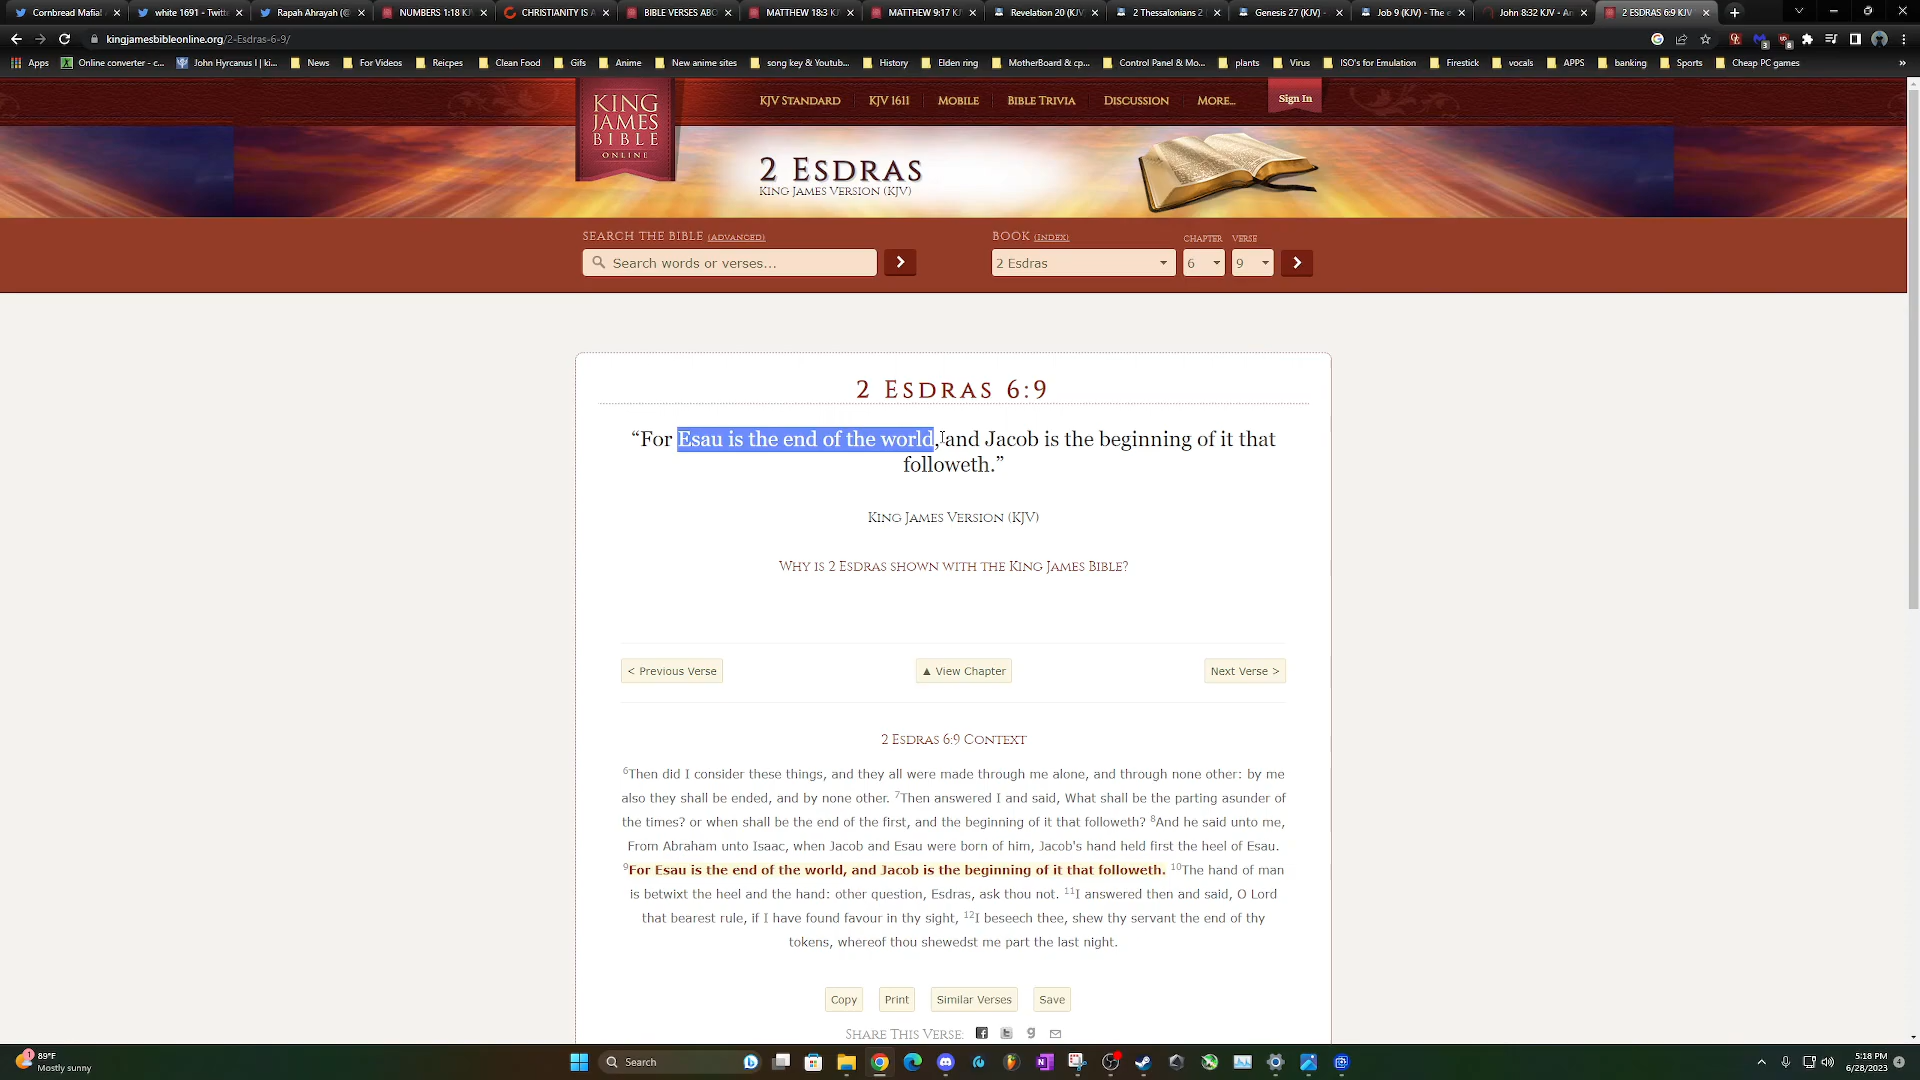 Cornbread Mafia!
white 1691 - Twitt
Rapah Ahrayah (@
NUMBERS 1:18 KJ
CHRISTIANITY IS A
BIBLE VERSES ABO
MATTHEW 18:3 K
MATTHEW 9:17 KJ
Revelation 20 (KJV
2 Thessalonians 2
Genesis 27 (KJV) -
Job 9 (KJV) - The e
John 8:32 KJV - An
2 ESDRAS 6:9 KJV
kingjamesbibleonline.org/2-Esdras-6-9/
Apps
Online converter - c...
John Hyrcanus I | ki...
News
For Videos
Reicpes
Clean Food
Gifs
Anime
New anime sites
song key & Youtub...
History
Elden ring
MotherBoard & cp...
Control Panel & Mo...
plants
Virus
ISO's for Emulation
Firestick
vocals
APPS
banking
Sports
Cheap PC games
»
KING JAMES BIBLE ONLINE
KJV STANDARD
KJV 1611
MOBILE
BIBLE TRIVIA
DISCUSSION
MORE...
Sign In
2 ESDRAS
KING JAMES VERSION (KJV)
SEARCH THE BIBLE (ADVANCED)
BOOK (INDEX)
CHAPTER
VERSE
Search words or verses...
2 Esdras
6
9
2 ESDRAS 6:9
“For Esau is the end of the world, and Jacob is the beginning of it that
followeth.”
KING JAMES VERSION (KJV)
WHY IS 2 ESDRAS SHOWN WITH THE KING JAMES BIBLE?
< Previous Verse
▲ View Chapter
Next Verse >
2 ESDRAS 6:9 CONTEXT
6Then did I consider these things, and they all were made through me alone, and through none other: by me
also they shall be ended, and by none other. 7Then answered I and said, What shall be the parting asunder of
the times? or when shall be the end of the first, and the beginning of it that followeth? 8And he said unto me,
From Abraham unto Isaac, when Jacob and Esau were born of him, Jacob's hand held first the heel of Esau.
9For Esau is the end of the world, and Jacob is the beginning of it that followeth. 10The hand of man
is betwixt the heel and the hand: other question, Esdras, ask thou not. 11I answered then and said, O Lord
that bearest rule, if I have found favour in thy sight, 12I beseech thee, shew thy servant the end of thy
tokens, whereof thou shewedst me part the last night.
Copy
Print
Similar Verses
Save
SHARE THIS VERSE:
89°F
Mostly sunny
Search
5:18 PM
6/28/2023